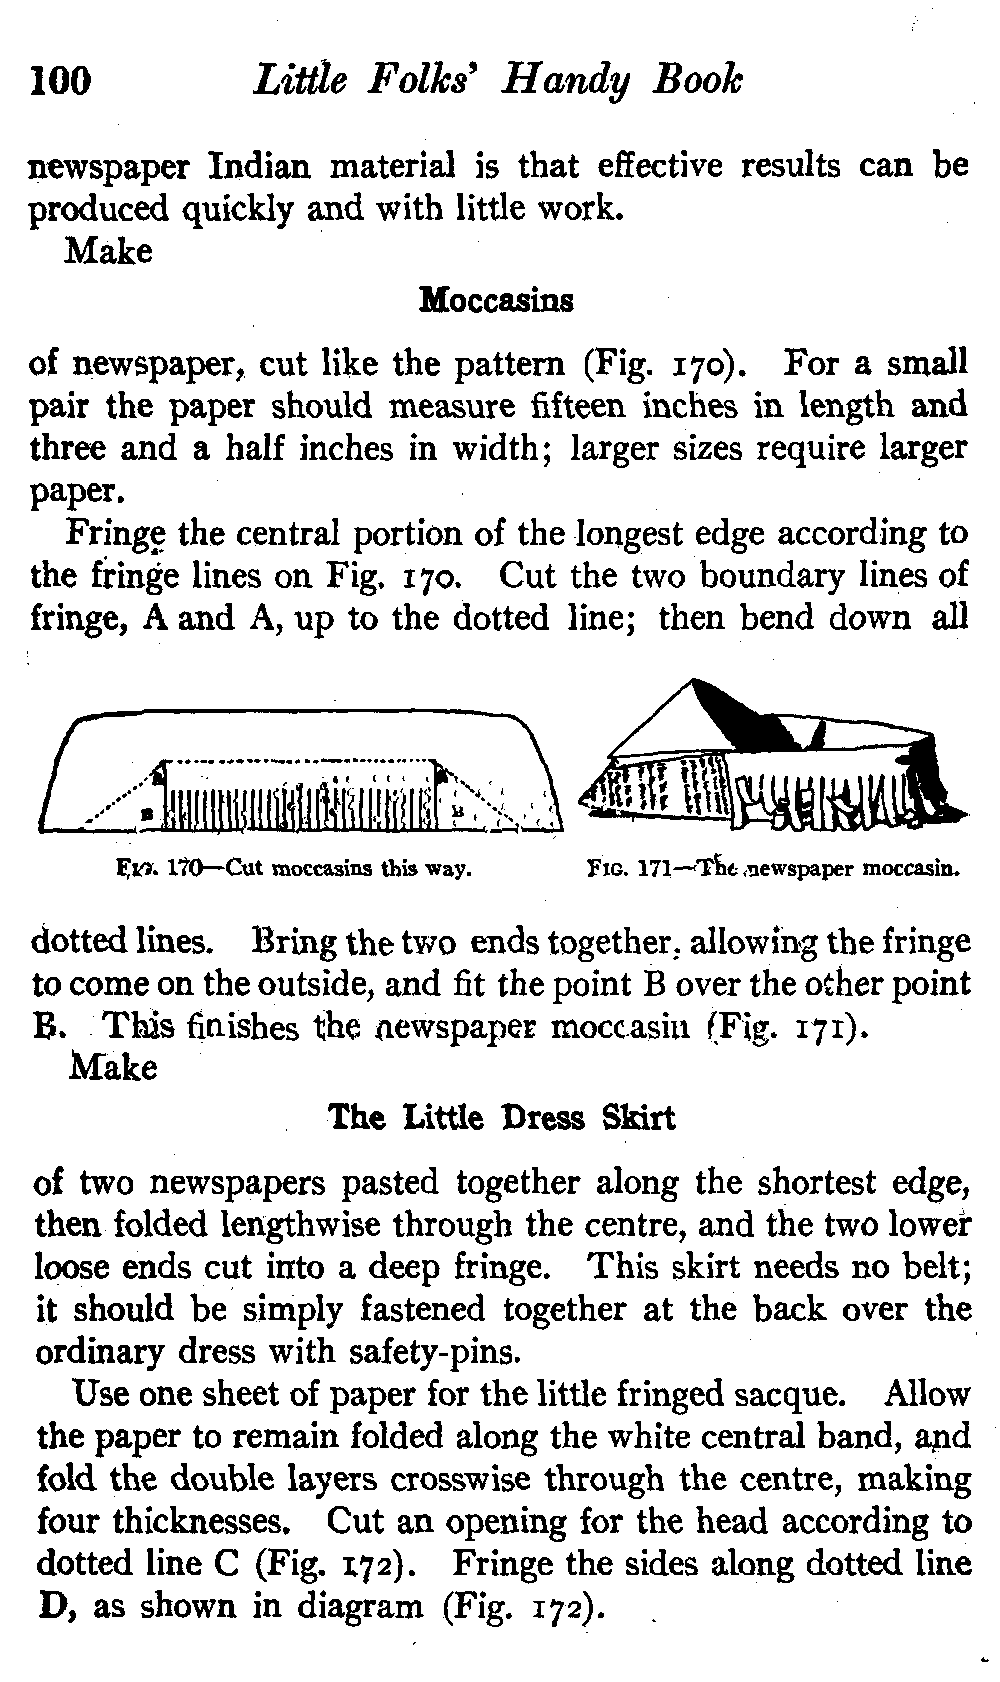 100 Little Folks' Handy Book
newspaper Indian material is that effective results can be
produced quickly and with little work.
Make
Moccasins
of newspaper, cut like the pattern (Fig. 170). For a small
pair the paper should measure fifteen inches in length and
three and a half inches in width; larger sizes require larger
paper.
Fringe the central portion of the longest edge according to
the fringe lines on Fig. 170. Cut the two boundary lines of
fringe, A and A, up to the dotted line; then bend down all
A A
B B
FIG. 170—Cut moccasins this way.
FIG. 171—The newspaper moccasin.
dotted lines. Bring the two ends together, allowing the fringe
to come on the outside, and fit the point B over the other point
B. This finishes the newspaper moccasin (Fig. 171).
Make
The Little Dress Skirt
of two newspapers pasted together along the shortest edge,
then folded lengthwise through the centre, and the two lower
loose ends cut into a deep fringe. This skirt needs no belt;
it should be simply fastened together at the back over the
ordinary dress with safety-pins.
Use one sheet of paper for the little fringed sacque. Allow
the paper to remain folded along the white central band, and
fold the double layers crosswise through the centre, making
four thicknesses. Cut an opening for the head according to
dotted line C (Fig. 172). Fringe the sides along dotted line
D, as shown in diagram (Fig. 172).